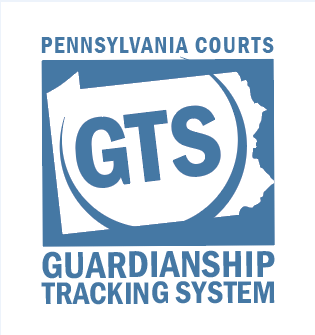 PENNSYLVANIA COURTS
GTS
GUARDIANSHIP
TRACKING SYSTEM